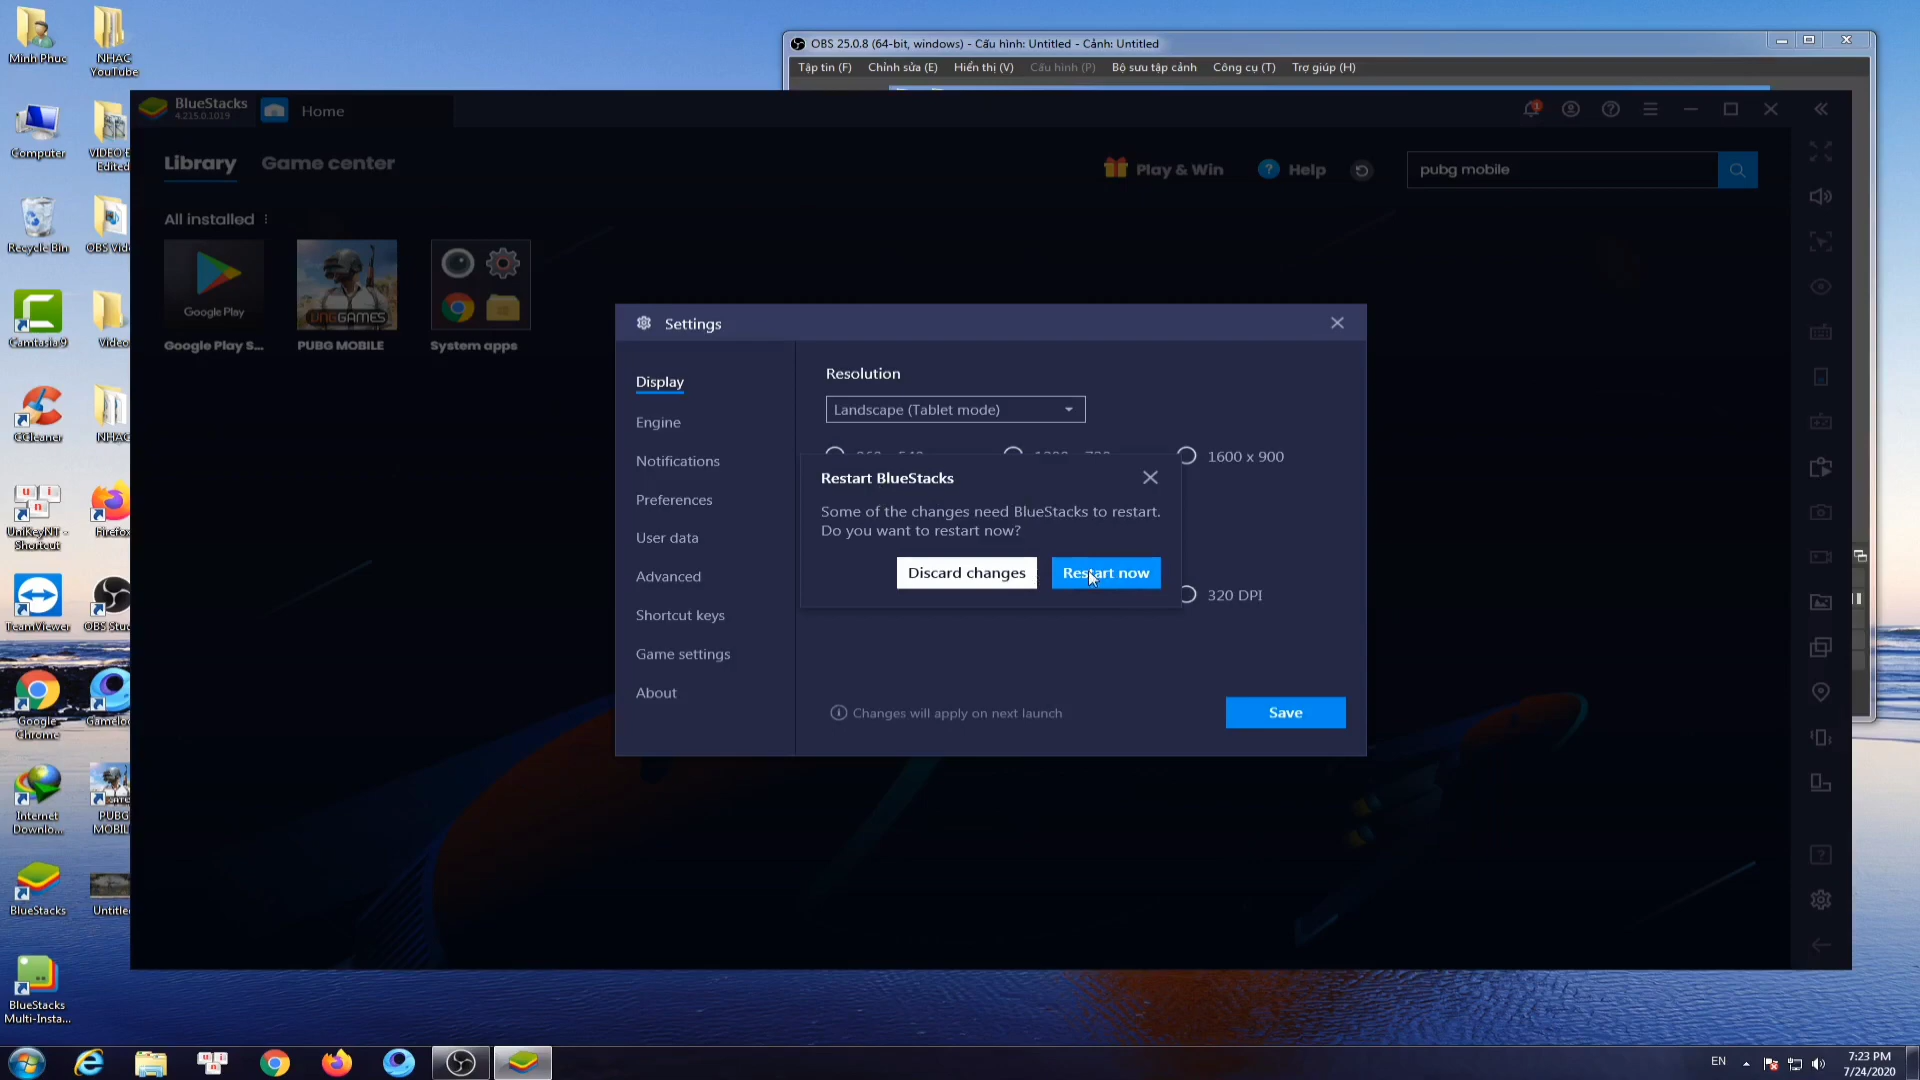 Minh Phuc
NHAC
YouTube
Computer
VIDEO
Edited
Recycle Bin
OBS
Camtasia 9
Video
CCleaner
NHAC
UniKeyNT -
Shortcut
Firefox
TeamViewer
OBS Stud
Google
Chrome
Gameloo
Internet
Downlo...
PUBG
MOBIL
BlueStacks
Untitled
BlueStacks
Multi-Insta...
OBS 25.0.8 (64-bit, windows) - Cấu hình: Untitled - Cảnh: Untitled
Tập tin (F) Chỉnh sửa (E) Hiển thị (V) Cấu hình (P) Bộ sưu tập cảnh Công cụ (T) Trợ giúp (H)
BlueStacks
4.215.0.1019
Home
Library Game center
Play & Win Help
pubg mobile
All installed
Google Play
VNGGAMES
Google Play S... PUBG MOBILE System apps
Settings
Display
Engine
Notifications
Preferences
User data
Advanced
Shortcut keys
Game settings
About
Resolution
Landscape (Tablet mode)
1600 x 900
Restart BlueStacks
Some of the changes need BlueStacks to restart.
Do you want to restart now?
Discard changes Restart now
320 DPI
Changes will apply on next launch
Save
EN
7:23 PM
7/24/2020